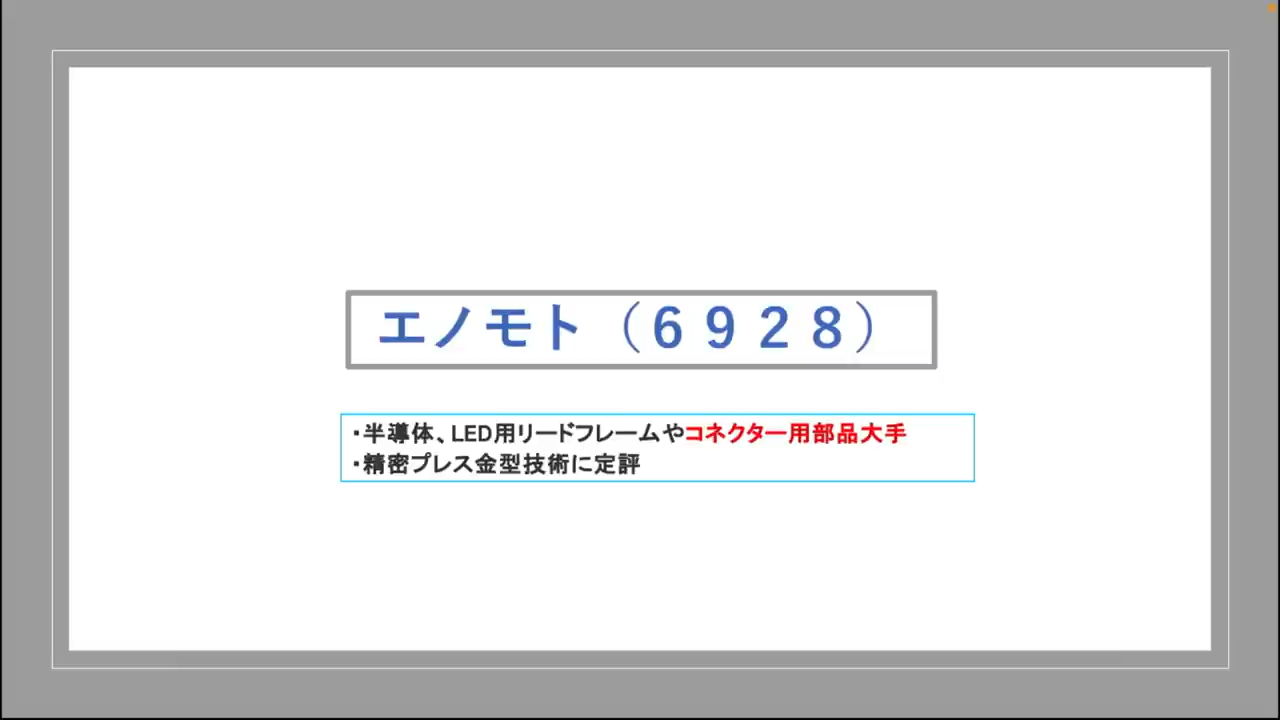 エノモト（６９２８）
・半導体、LED用リードフレームやコネクター用部品大手
・精密プレス金型技術に定評